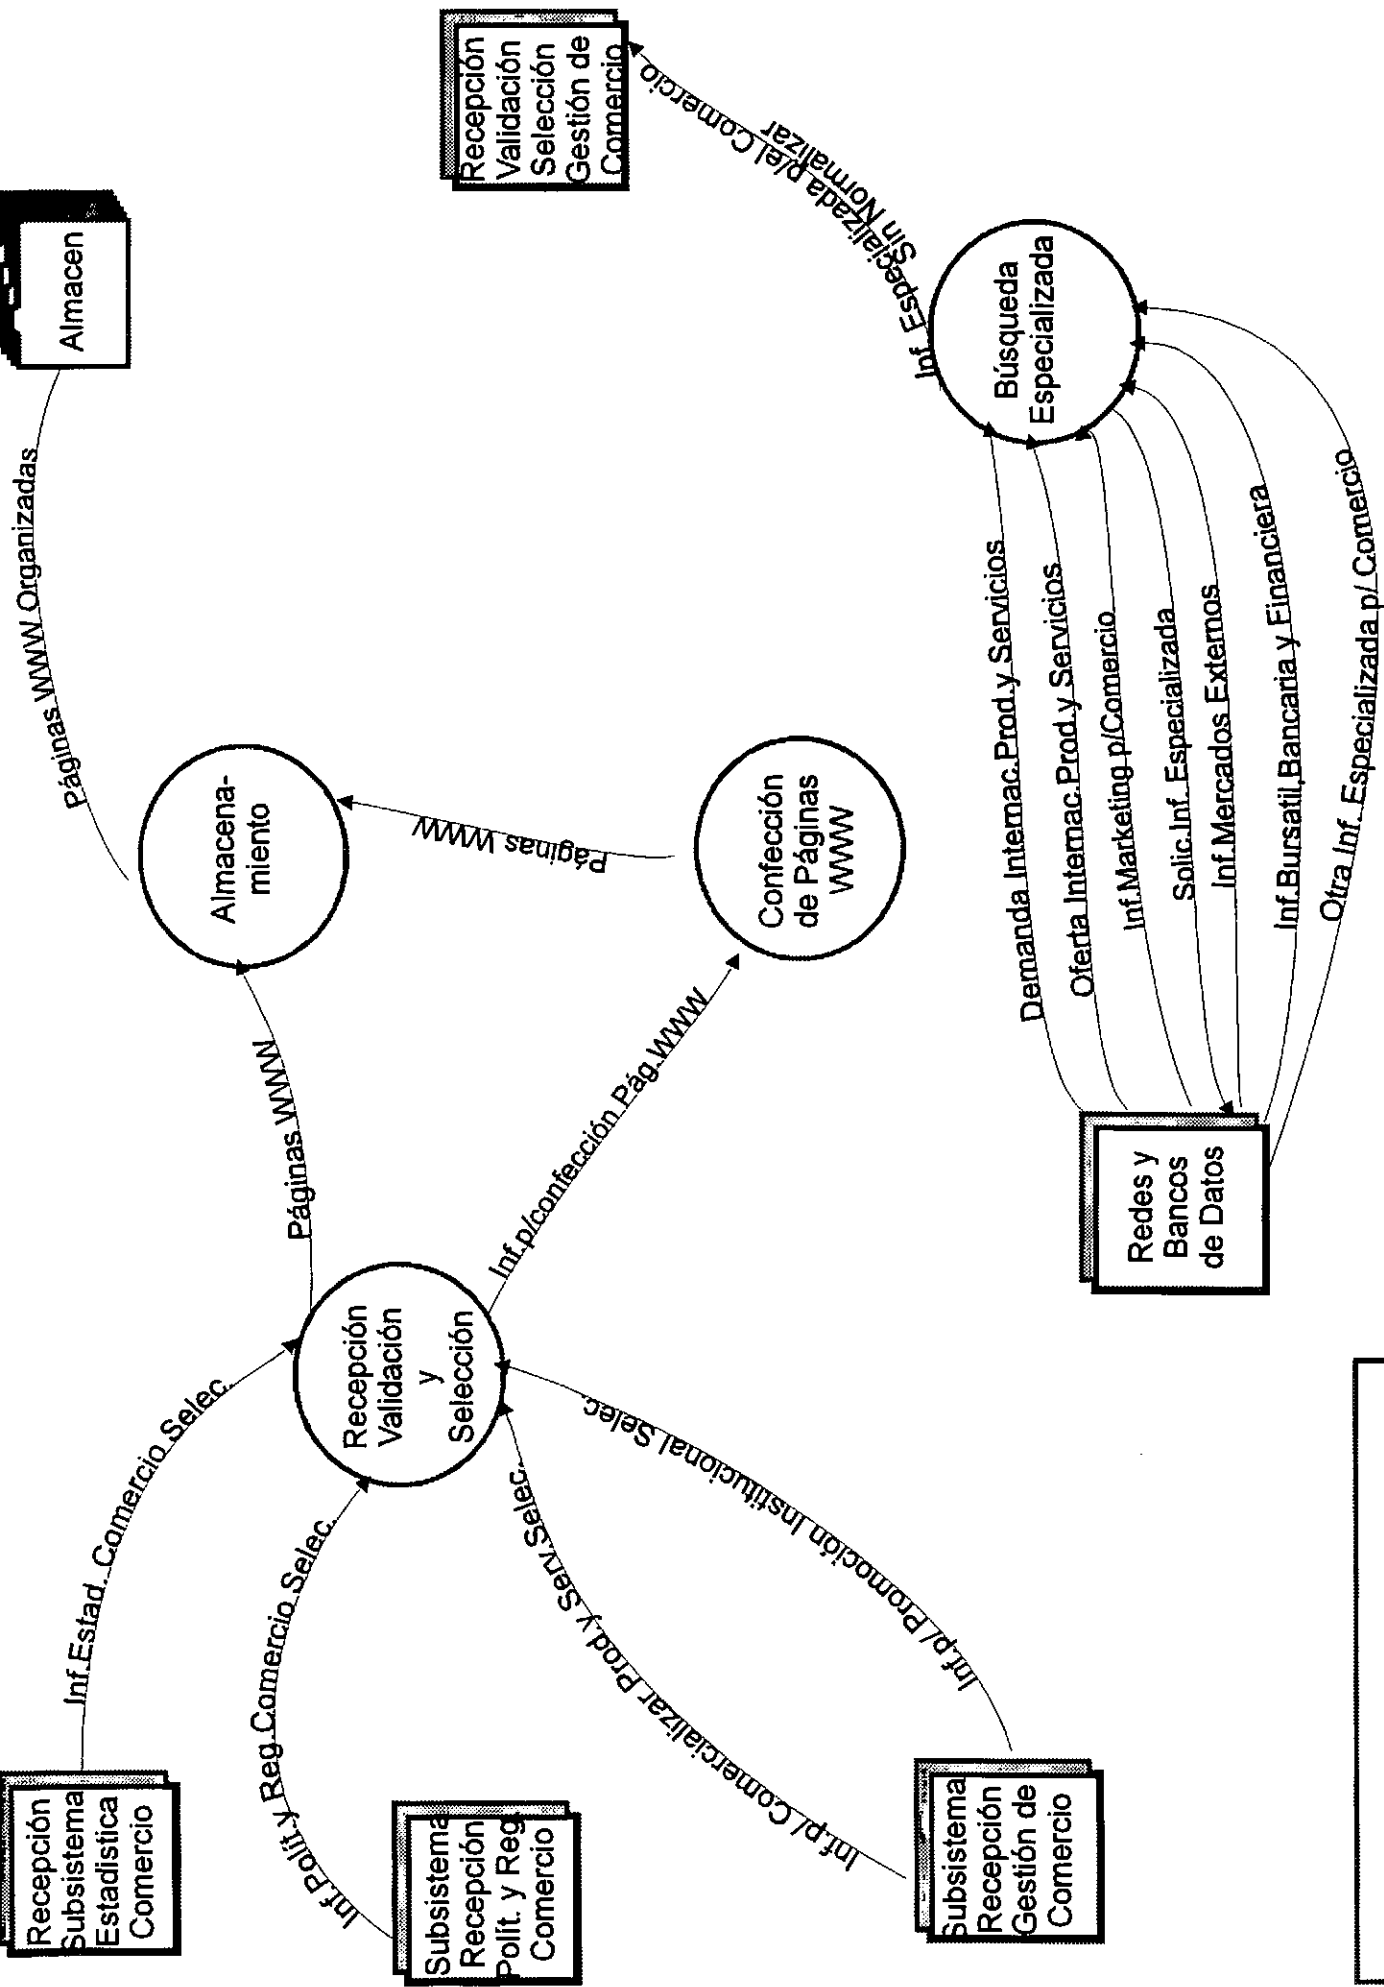 Recepción
Subsistema
Estadistica
Comercio
Inf.Estad. Comercio Selec.
Subsistema
Recepción
Polít. y Reg.
Comercio
Inf.Polít.y Reg.Comercio Selec.
Subsistema
Recepción
Gestión de
Comercio
Inf.p/ Comercializar Prod.y Serv.Selec.
Inf.p/ Promoción Institucional Selec.
Recepción
Validación
y
Selección
Páginas WWW
Inf.p/confección Pág.WWW
Almacena-
miento
Páginas WWW
Confección
de Páginas
WWW
Páginas WWW Organizadas
Almacen
Redes y
Bancos
de Datos
Demanda Internac.Prod.y Servicios
Oferta Internac.Prod.y Servicios
Inf.Marketing p/Comercio
Solic.Inf. Especializada
Inf.Mercados Externos
Inf.Bursatil,Bancaria y Financiera
Otra Inf. Especializada p/ Comercio
Búsqueda
Especializada
Inf. Especializada p/el Comercio
Sin Normalizar
Recepción
Validación
Selección
Gestión de
Comercio